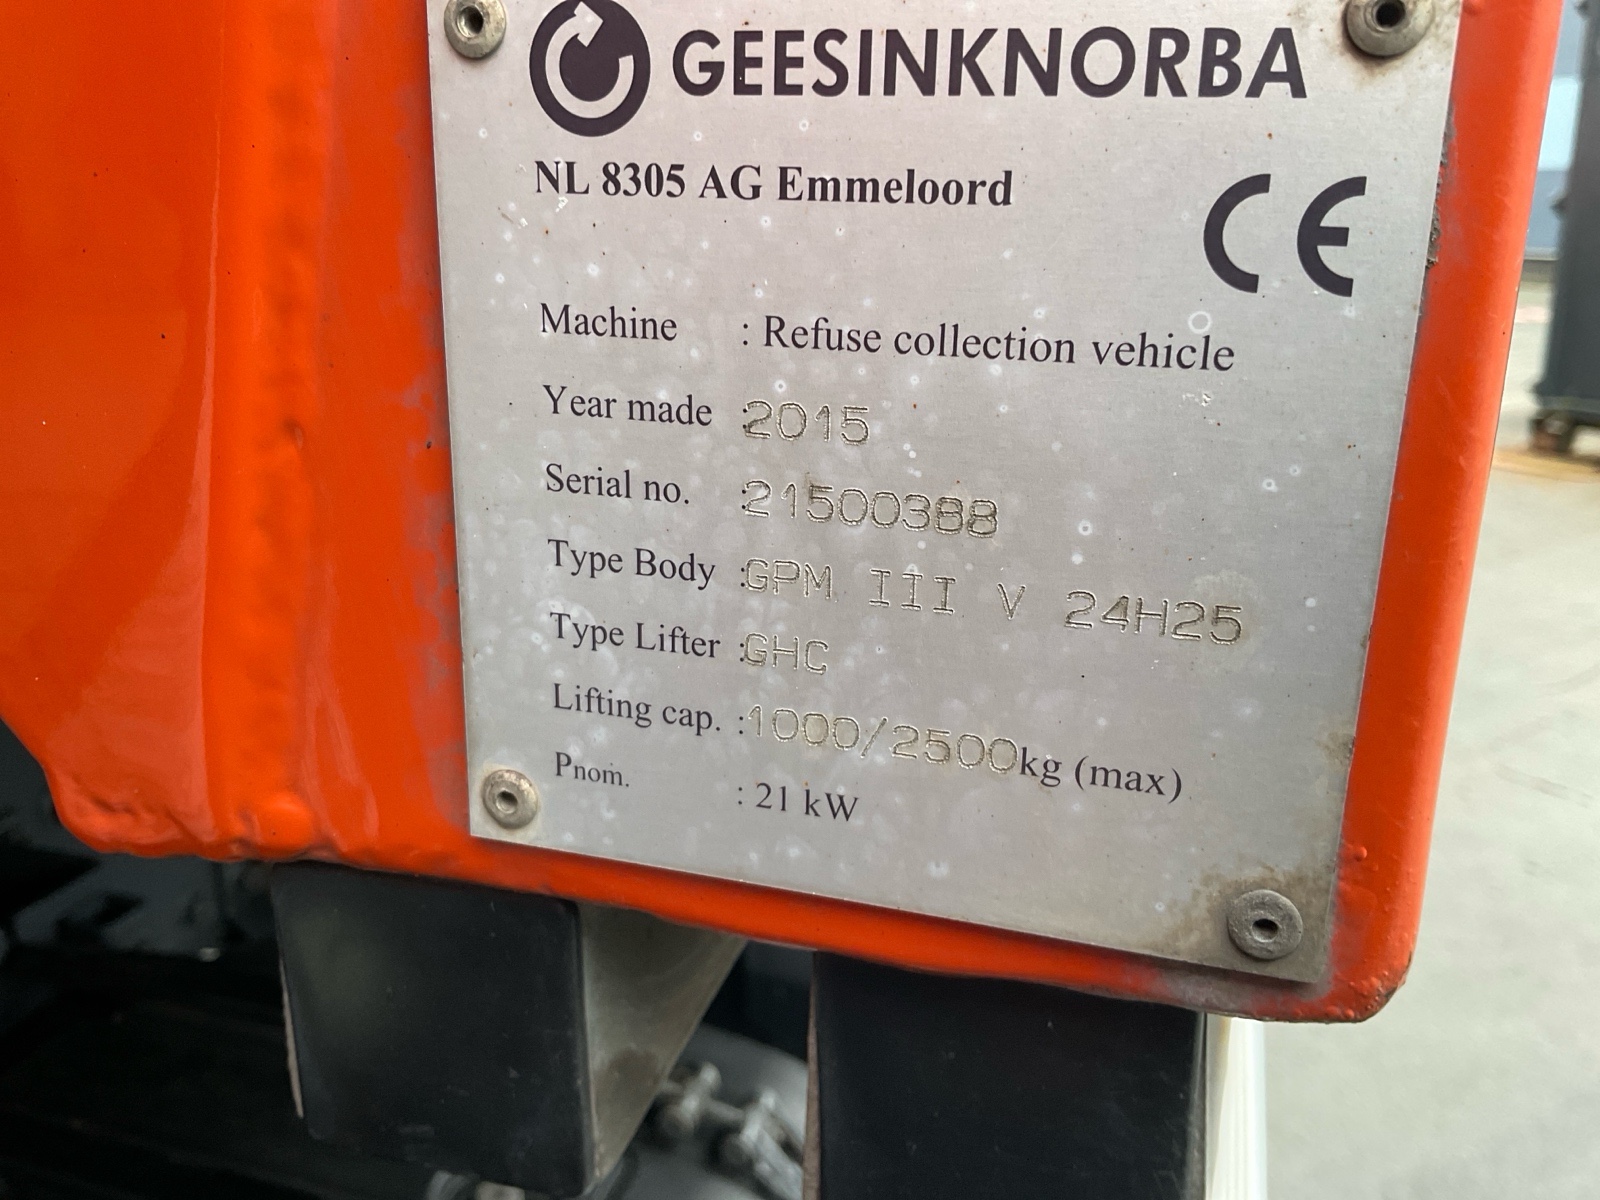 GEESINKNORBA
NL 8305 AG Emmeloord
CE
Machine : Refuse collection vehicle
Year made :2015
Serial no. :21500388
Type Body :GPM III V 24H25
Type Lifter :GHC
Lifting cap. :1000/2500kg (max)
Pnom. : 21 kW